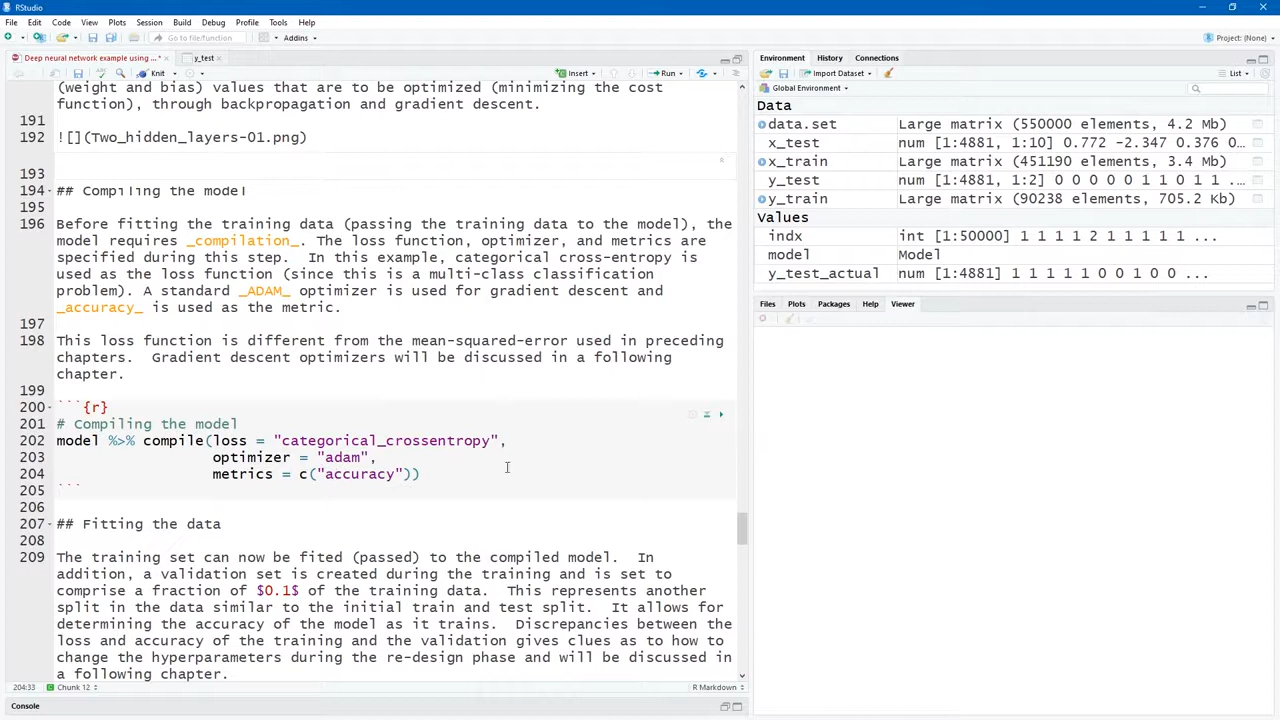 RStudio
File Edit Code View Plots Session Build Debug Profile Tools Help
Go to file/function Addins Project: (None)
Deep neural network example using ...* y_test
Knit Insert Run
(weight and bias) values that are to be optimized (minimizing the cost
function), through backpropagation and gradient descent.
191
192 ![](Two_hidden_layers-01.png)
193
194 ## Compiling the model
195
196 Before fitting the training data (passing the training data to the model), the
model requires _compilation_. The loss function, optimizer, and metrics are
specified during this step.  In this example, categorical cross-entropy is
used as the loss function (since this is a multi-class classification
problem). A standard _ADAM_ optimizer is used for gradient descent and
_accuracy_ is used as the metric.
197
198 This loss function is different from the mean-squared-error used in preceding
chapters.  Gradient descent optimizers will be discussed in a following
chapter.
199
200 ```{r}
201 # Compiling the model
202 model %>% compile(loss = "categorical_crossentropy",
203 optimizer = "adam",
204 metrics = c("accuracy"))
205 ```
206
207 ## Fitting the data
208
209 The training set can now be fited (passed) to the compiled model.  In
addition, a validation set is created during the training and is set to
comprise a fraction of $0.1$ of the training data.  This represents another
split in the data similar to the initial train and test split.  It allows for
determining the accuracy of the model as it trains.  Discrepancies between the
loss and accuracy of the training and the validation gives clues as to how to
change the hyperparameters during the re-design phase and will be discussed in
a following chapter.
204:33 Chunk 12 R Markdown
Console
Environment History Connections
Import Dataset List
Global Environment
Data
data.set Large matrix (550000 elements, 4.2 Mb)
x_test num [1:4881, 1:10] 0.772 -2.347 0.376 0...
x_train Large matrix (451190 elements, 3.4 Mb)
y_test num [1:4881, 1:2] 0 0 0 0 0 1 1 0 1 1 ...
y_train Large matrix (90238 elements, 705.2 Kb)
Values
indx int [1:50000] 1 1 1 1 2 1 1 1 1 1 ...
model Model
y_test_actual num [1:4881] 1 1 1 1 1 0 0 1 0 0 ...
Files Plots Packages Help Viewer